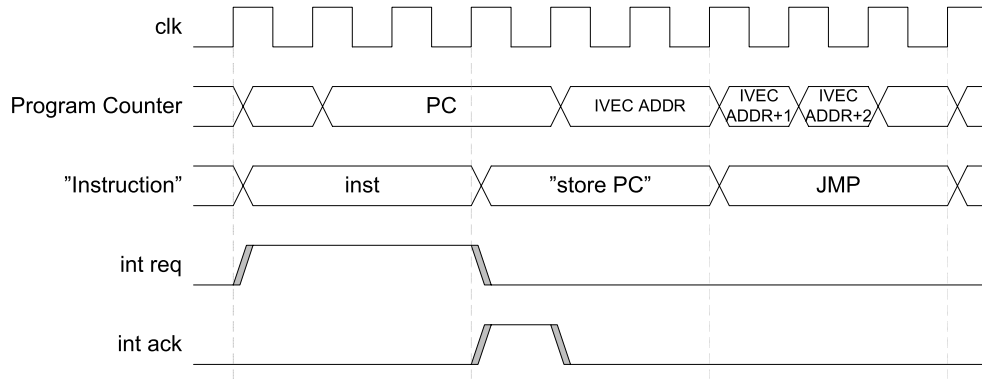 clk
Program Counter
PC
IVEC ADDR
IVEC
ADDR+1
IVEC
ADDR+2
”Instruction”
inst
”store PC”
JMP
int req
int ack